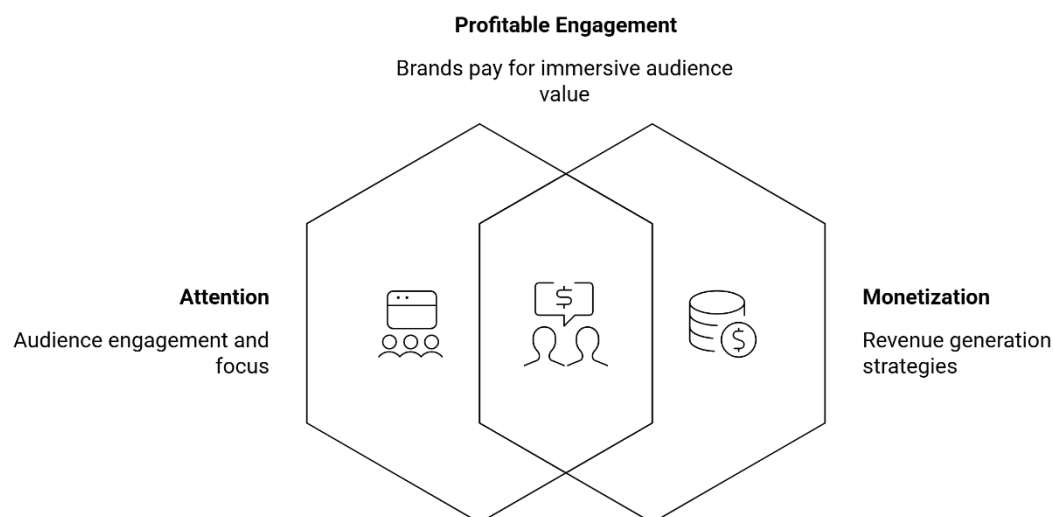 Profitable Engagement
Brands pay for immersive audience
value
Attention
Audience engagement and
focus
$
$
Monetization
Revenue generation
strategies